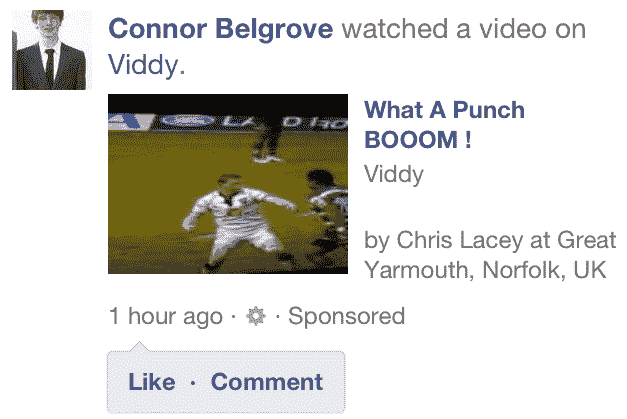 Connor Belgrove watched a video on
Viddy.
What A Punch
BOOOM !
Viddy
by Chris Lacey at Great
Yarmouth, Norfolk, UK
1 hour ago · · Sponsored
Like · Comment